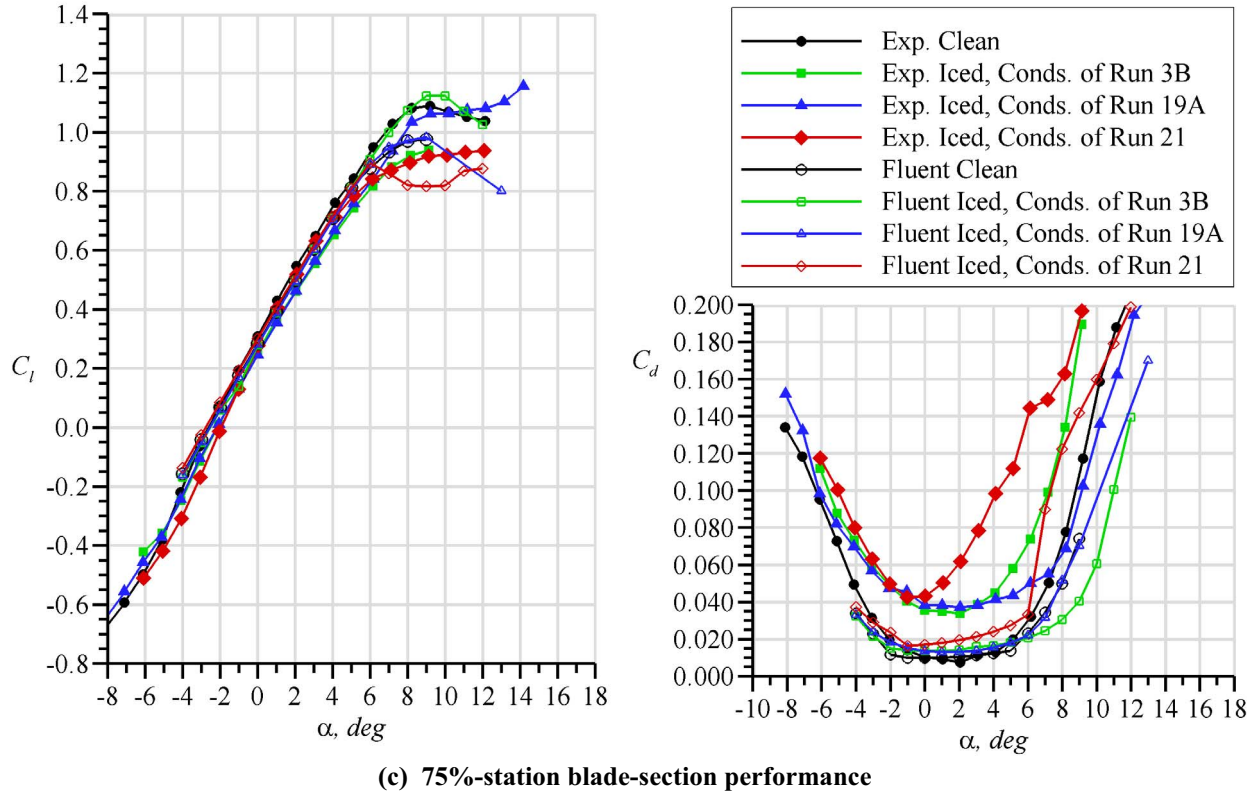 1.4
1.2
1.0
0.8
0.6
0.4
0.2
0.0
-0.2
-0.4
-0.6
-0.8
C_l
-8 -6 -4 -2 0 2 4 6 8 10 12 14 16 18
α, deg
Exp. Clean
Exp. Iced, Conds. of Run 3B
Exp. Iced, Conds. of Run 19A
Exp. Iced, Conds. of Run 21
Fluent Clean
Fluent Iced, Conds. of Run 3B
Fluent Iced, Conds. of Run 19A
Fluent Iced, Conds. of Run 21
0.200
0.180
0.160
0.140
0.120
0.100
0.080
0.060
0.040
0.020
0.000
C_d
-10 -8 -6 -4 -2 0 2 4 6 8 10 12 14 16 18
α, deg
(c) 75%-station blade-section performance